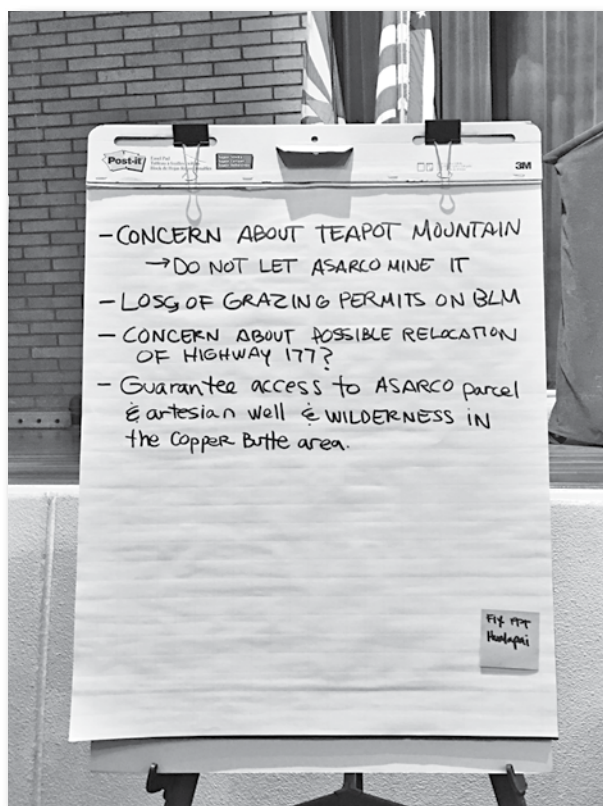 Post-it
3M
- CONCERN ABOUT TEAPOT MOUNTAIN
→ DO NOT LET ASARCO MINE IT
- LOSS OF GRAZING PERMITS ON BLM
- CONCERN ABOUT POSSIBLE RELOCATION
OF HIGHWAY 177?
- Guarantee access to ASARCO parcel
& artesian well & WILDERNESS IN
the COPPER Butte area.
FIX PPT
Hualapai